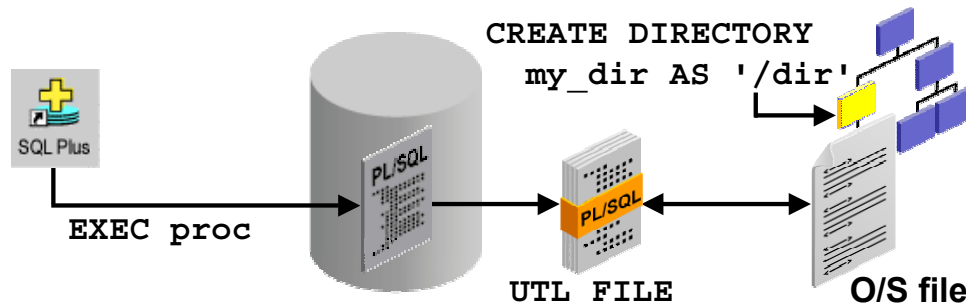 CREATE DIRECTORY
my_dir AS '/dir'
SQL Plus
PL/SQL
EXEC proc
PL/SQL
UTL FILE
O/S file